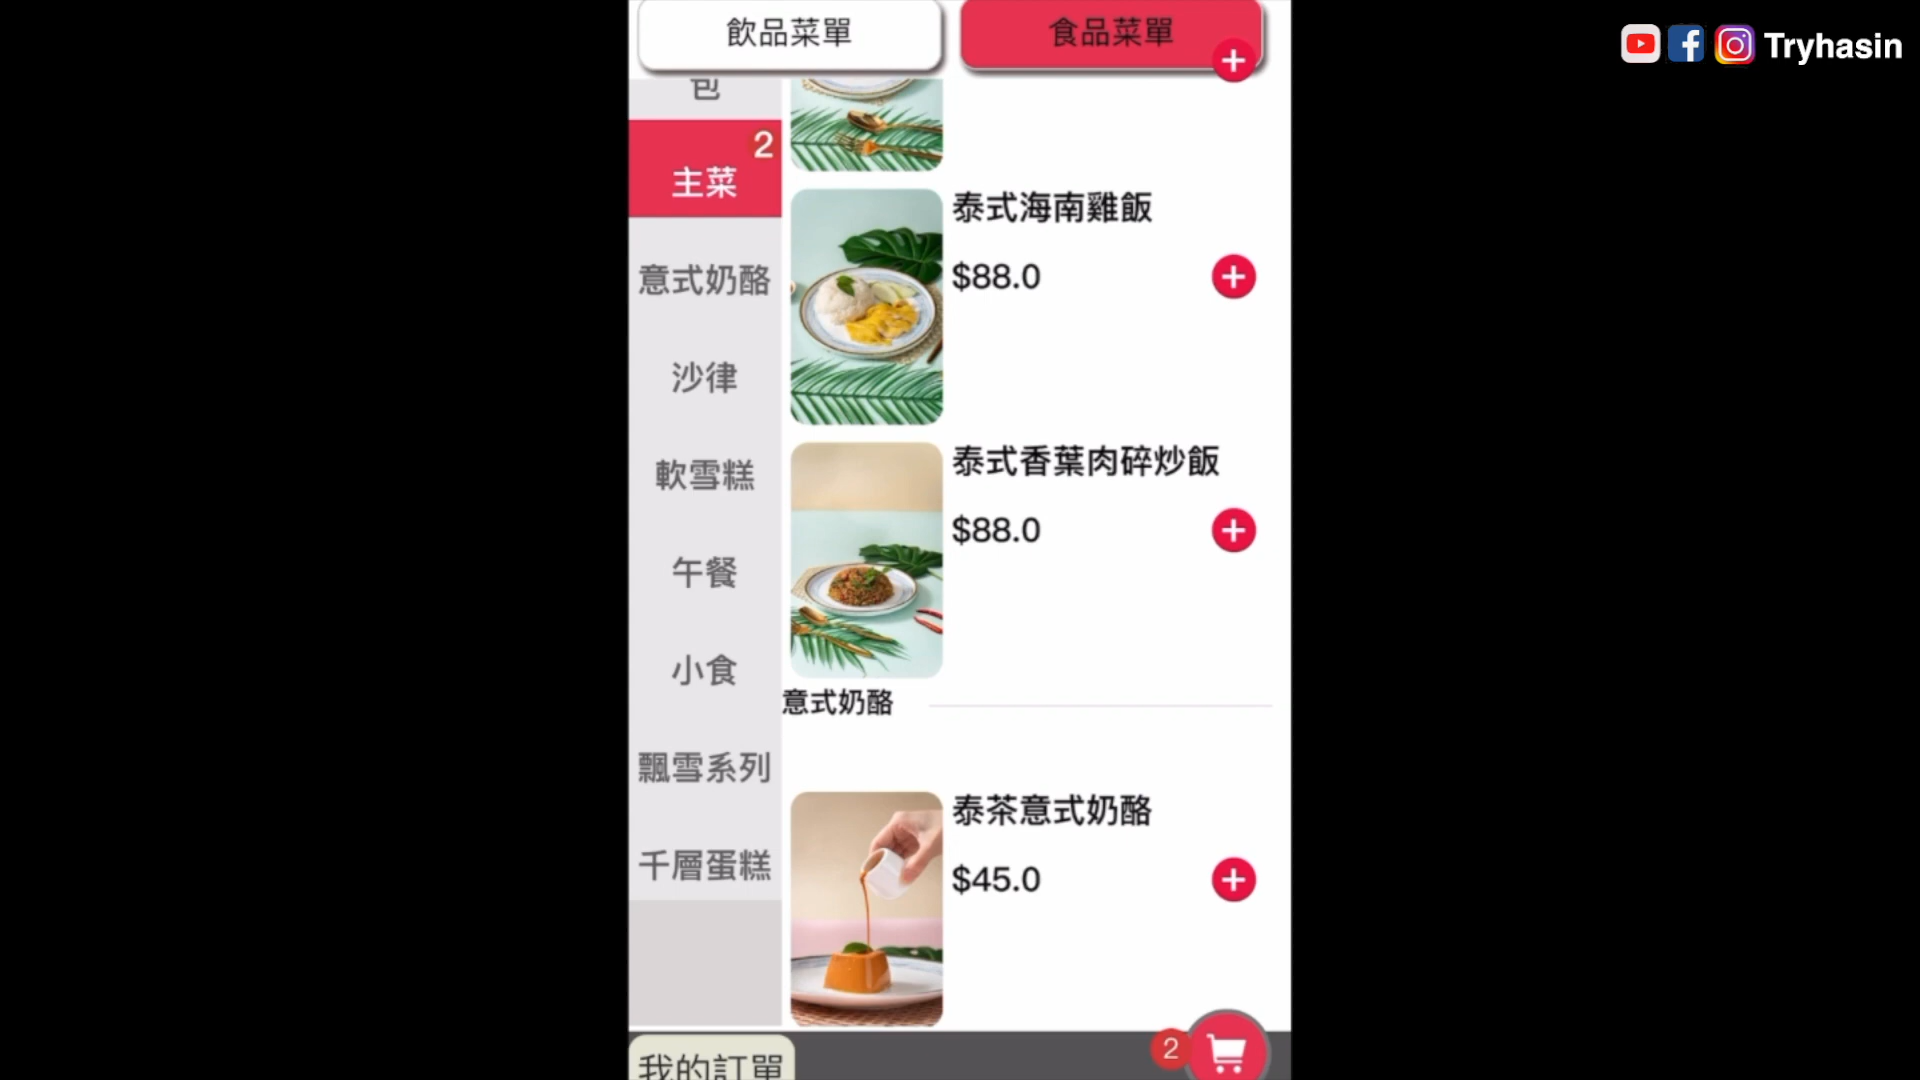 飲品菜單
食品菜單
Tryhasin
包
2
主菜
意式奶酪
沙律
軟雪糕
午餐
小食
飄雪系列
千層蛋糕
泰式海南雞飯
$88.0
泰式香葉肉碎炒飯
$88.0
意式奶酪
泰茶意式奶酪
$45.0
我的訂單
2